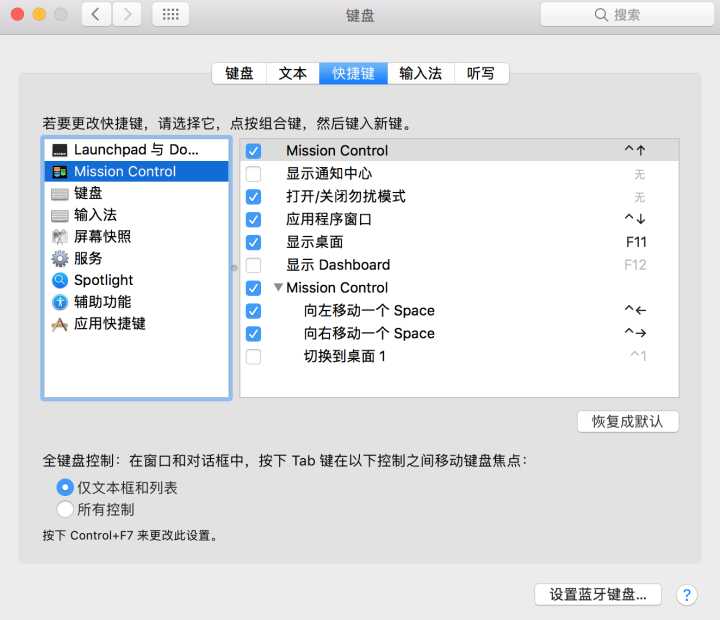 键盘
搜索
键盘 文本 快捷键 输入法 听写
若要更改快捷键，请选择它，点按组合键，然后键入新键。
Launchpad 与 Do...
Mission Control
键盘
输入法
屏幕快照
服务
Spotlight
辅助功能
应用快捷键
Mission Control ^↑
显示通知中心 无
打开/关闭勿扰模式 无
应用程序窗口 ^↓
显示桌面 F11
显示 Dashboard F12
Mission Control
向左移动一个 Space ^←
向右移动一个 Space ^→
切换到桌面 1 ^1
恢复成默认
全键盘控制：在窗口和对话框中，按下 Tab 键在以下控制之间移动键盘焦点：
仅文本框和列表
所有控制
按下 Control+F7 来更改此设置。
设置蓝牙键盘... ?